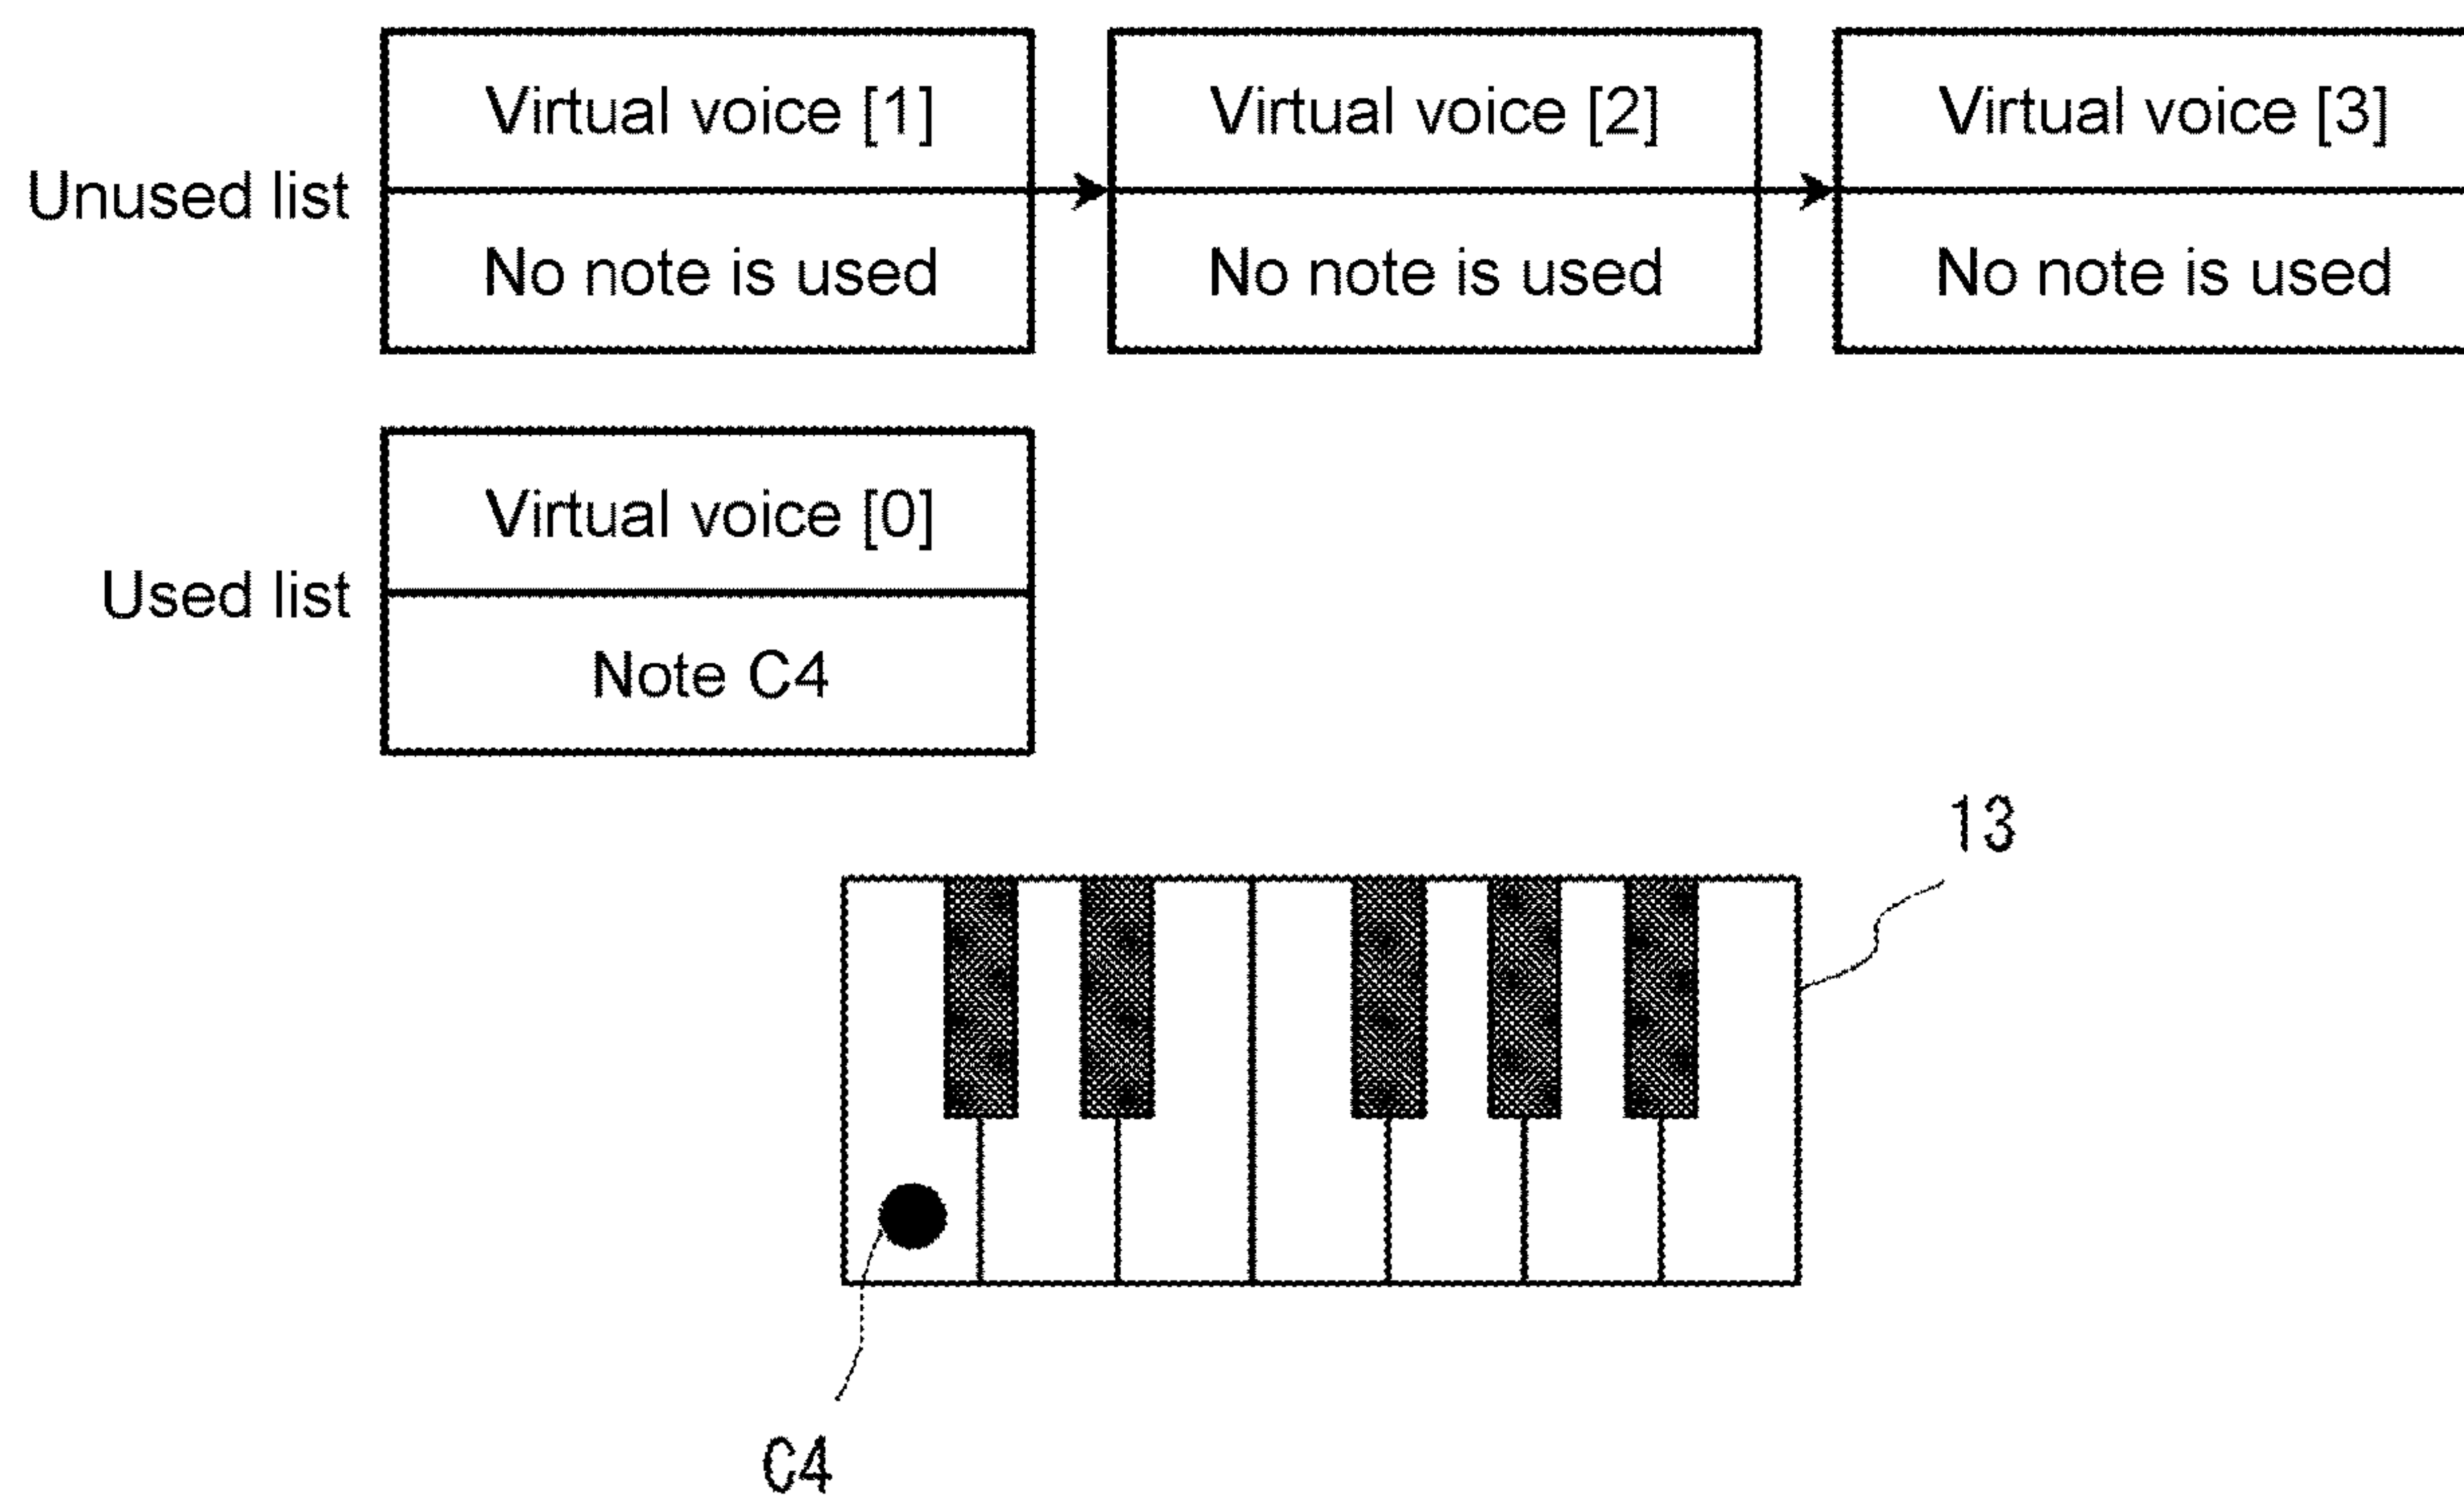 Virtual voice [1]
Virtual voice [2]
Virtual voice [3]
Unused list
No note is used
No note is used
No note is used
Virtual voice [0]
Used list
Note C4
13
C4